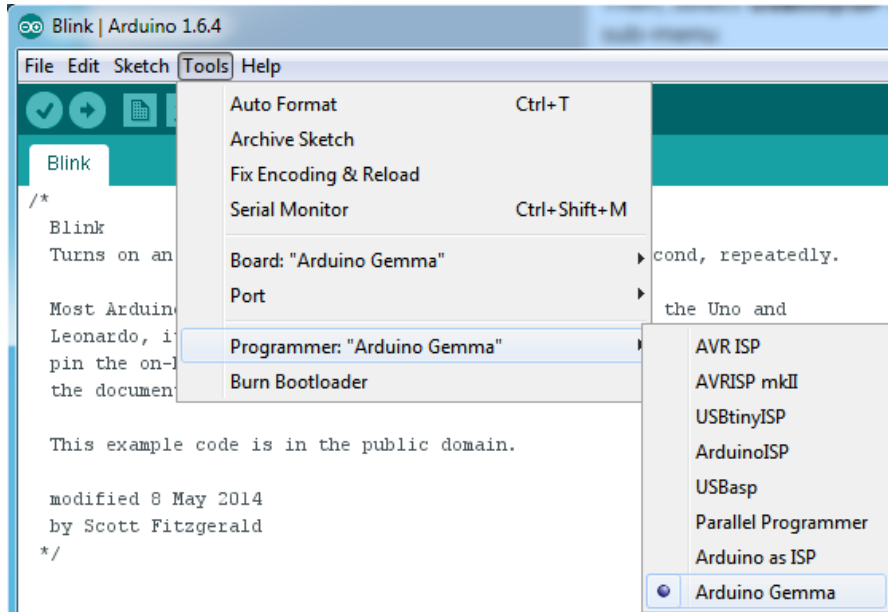 Blink | Arduino 1.6.4
sub-menu
File Edit Sketch Tools Help
Auto Format Ctrl+T
Archive Sketch
Fix Encoding & Reload
Serial Monitor Ctrl+Shift+M
Board: "Arduino Gemma"
Port
Programmer: "Arduino Gemma"
Burn Bootloader
AVR ISP
AVRISP mkII
USBtinyISP
ArduinoISP
USBasp
Parallel Programmer
Arduino as ISP
Arduino Gemma
Blink
/*
Blink
Turns on an cond, repeatedly.
Most Arduin the Uno and
Leonardo, i
pin the on-
the documen
This example code is in the public domain.
modified 8 May 2014
by Scott Fitzgerald
*/